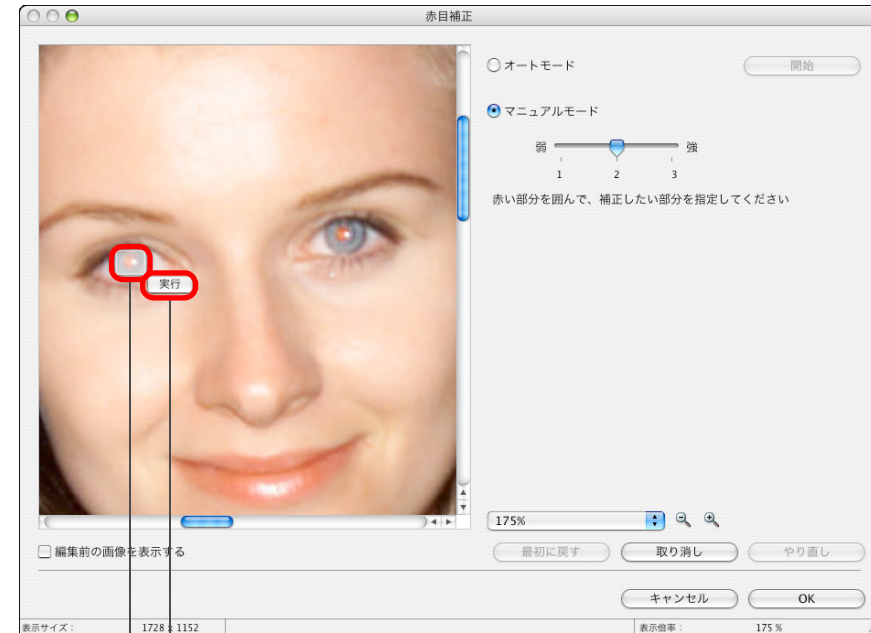 赤目補正
オートモード
開始
マニュアルモード
弱
強
1 2 3
赤い部分を囲んで、補正したい部分を指定してください
実行
175%
編集前の画像を表示する
最初に戻す
取り消し
やり直し
キャンセル
OK
表示サイズ： 1728 x 1152
表示倍率： 175 %